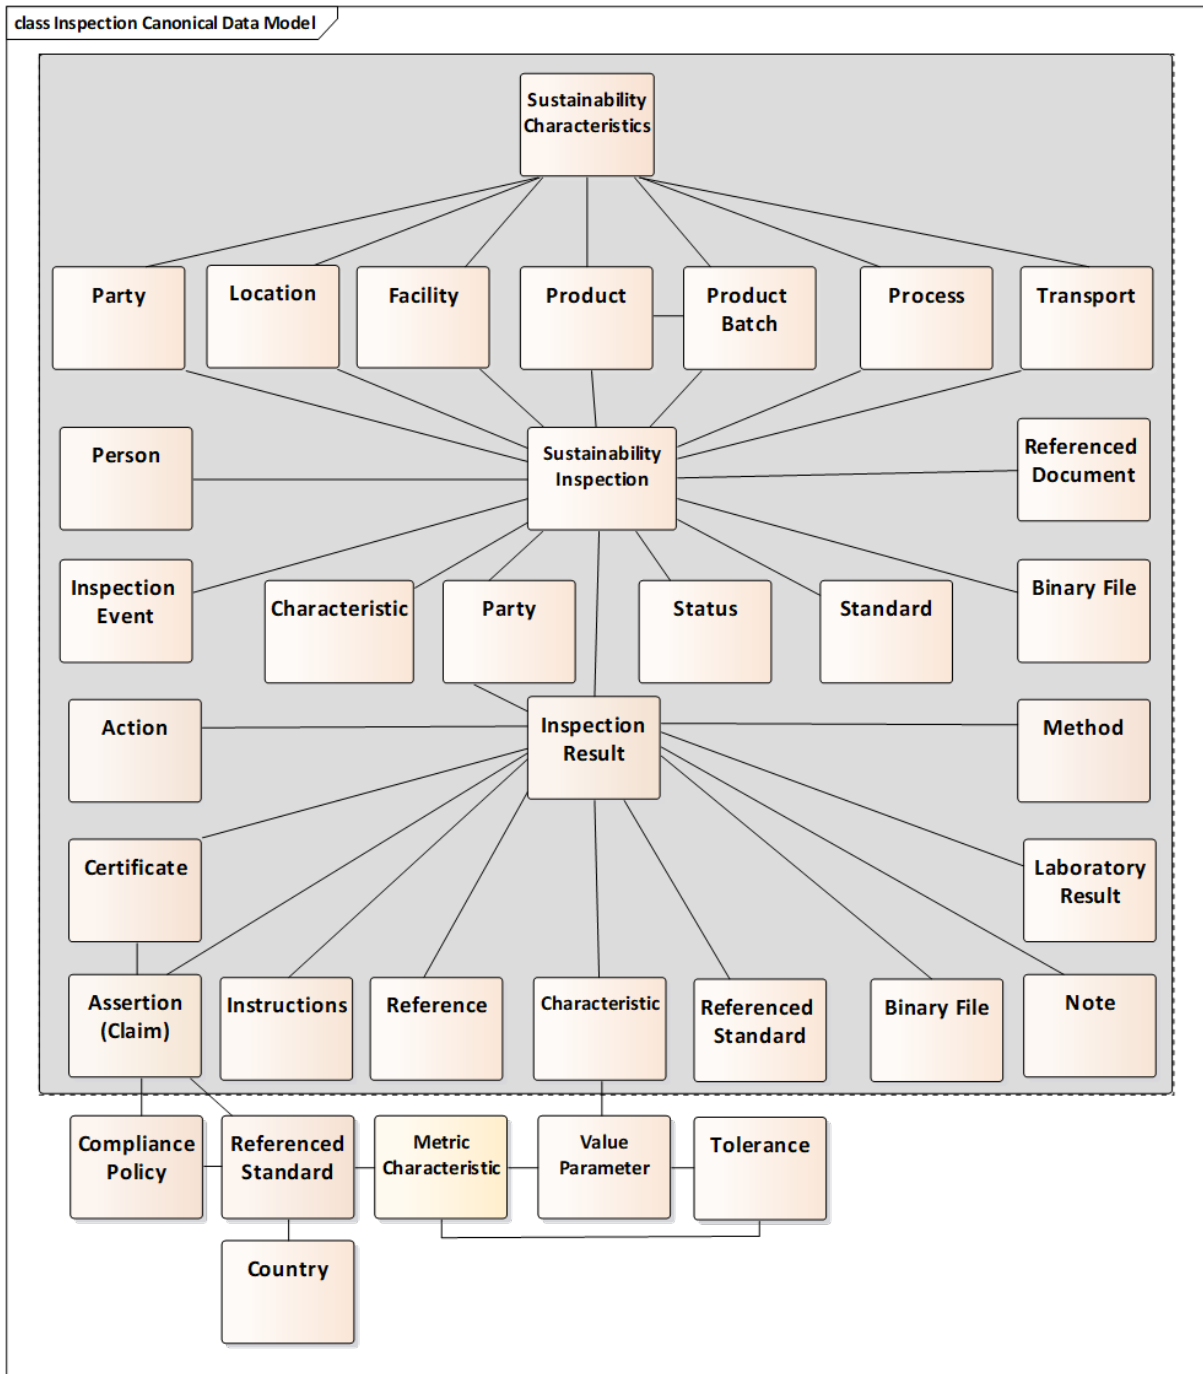 class Inspection Canonical Data Model
Sustainability
Characteristics
Party
Location
Facility
Product
Product
Batch
Process
Transport
Person
Sustainability
Inspection
Referenced
Document
Inspection
Event
Characteristic
Party
Status
Standard
Binary File
Action
Inspection
Result
Method
Certificate
Laboratory
Result
Assertion
(Claim)
Instructions
Reference
Characteristic
Referenced
Standard
Binary File
Note
Compliance
Policy
Referenced
Standard
Metric
Characteristic
Value
Parameter
Tolerance
Country